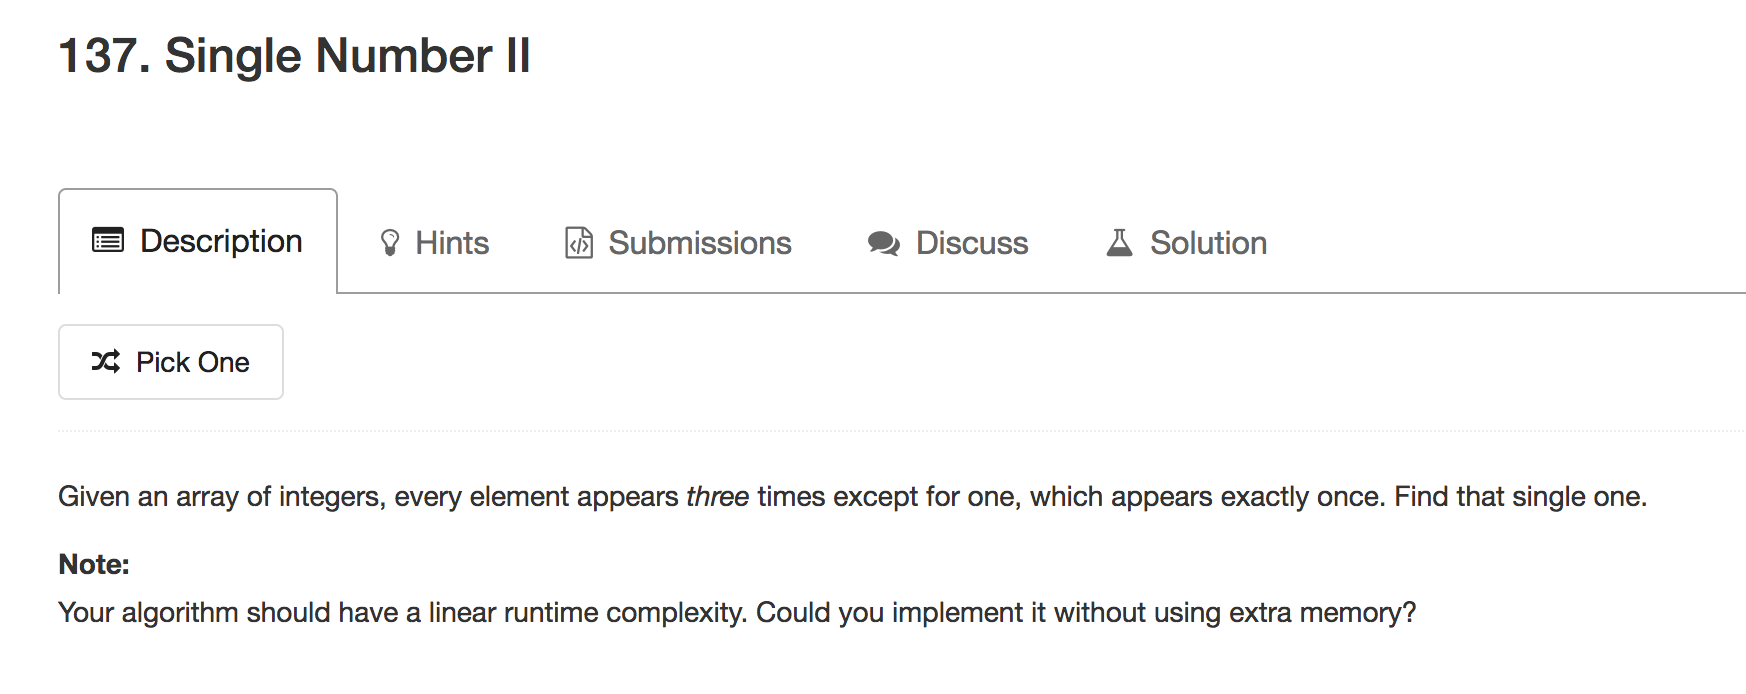 137. Single Number II
Description Hints Submissions Discuss Solution
Pick One
Given an array of integers, every element appears three times except for one, which appears exactly once. Find that single one.
Note:
Your algorithm should have a linear runtime complexity. Could you implement it without using extra memory?